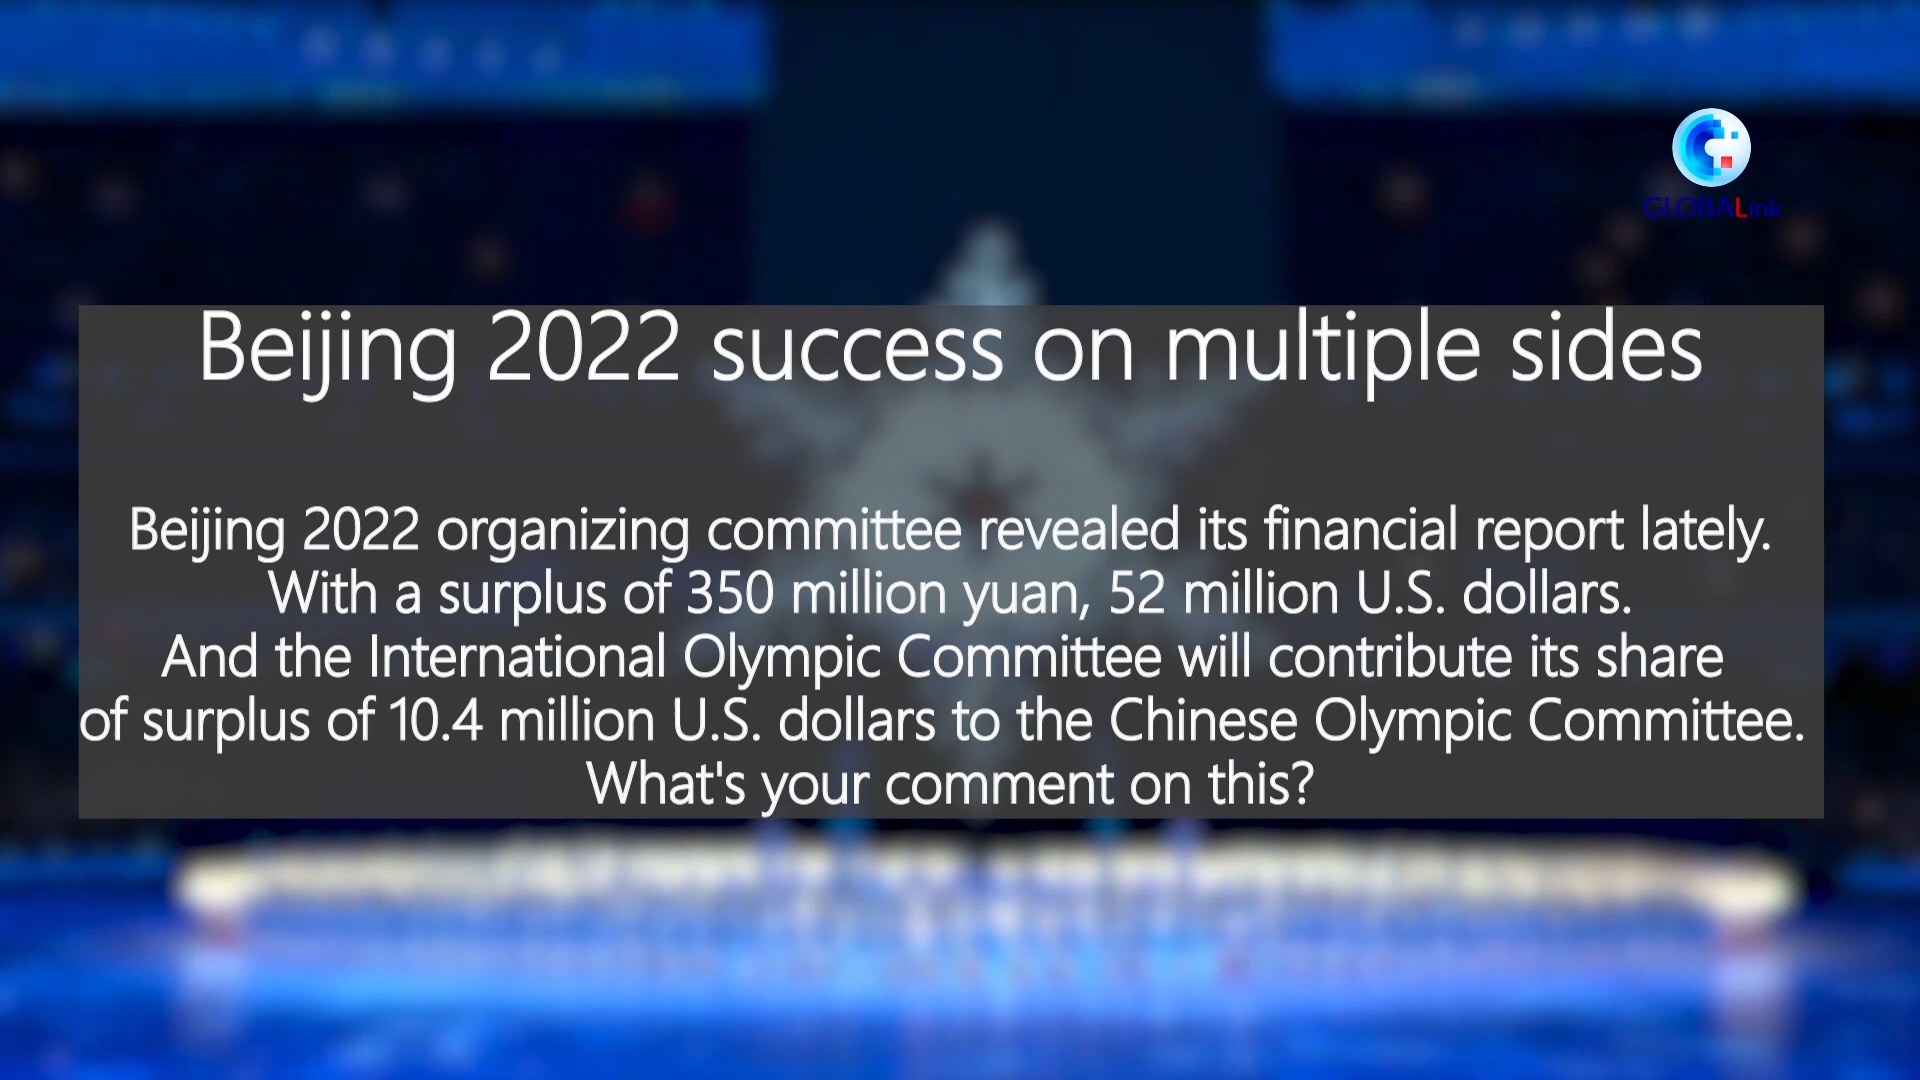 GLOBALink
Beijing 2022 success on multiple sides
Beijing 2022 organizing committee revealed its financial report lately.
With a surplus of 350 million yuan, 52 million U.S. dollars.
And the International Olympic Committee will contribute its share
of surplus of 10.4 million U.S. dollars to the Chinese Olympic Committee.
What's your comment on this?